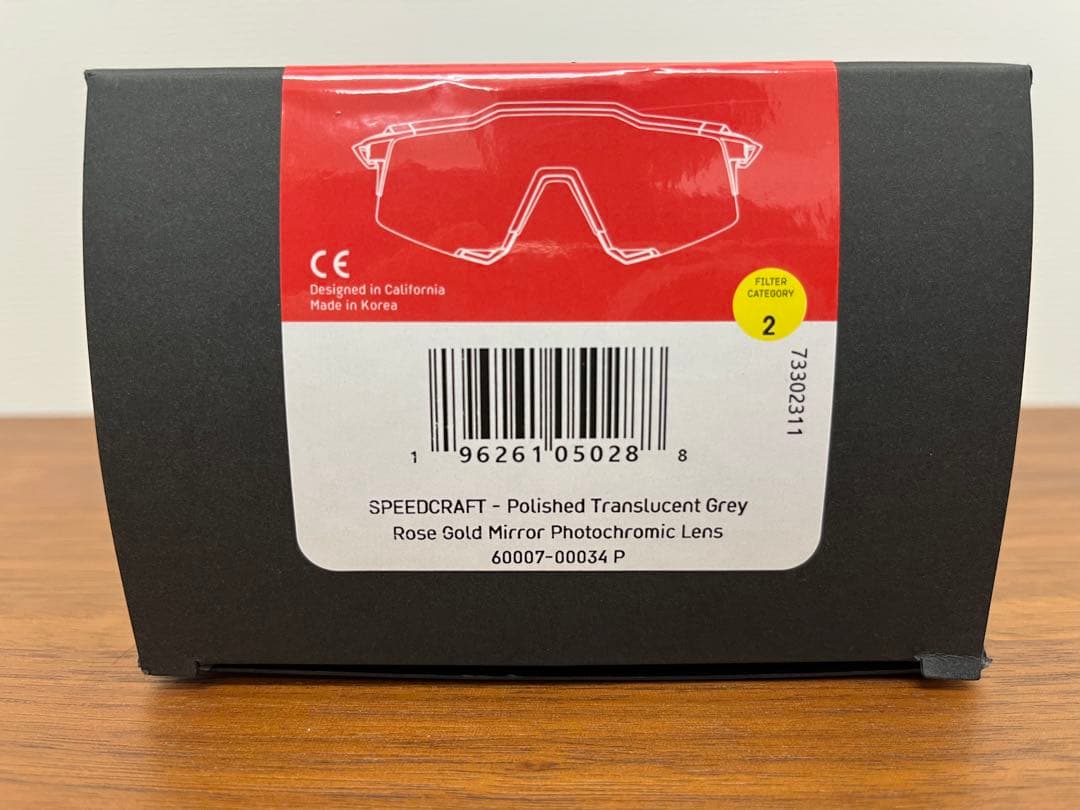 CE
Designed in California
Made in Korea
FILTER
CATEGORY
2
73302311
1 96261 05028 8
SPEEDCRAFT - Polished Translucent Grey
Rose Gold Mirror Photochromic Lens
60007-00034 P